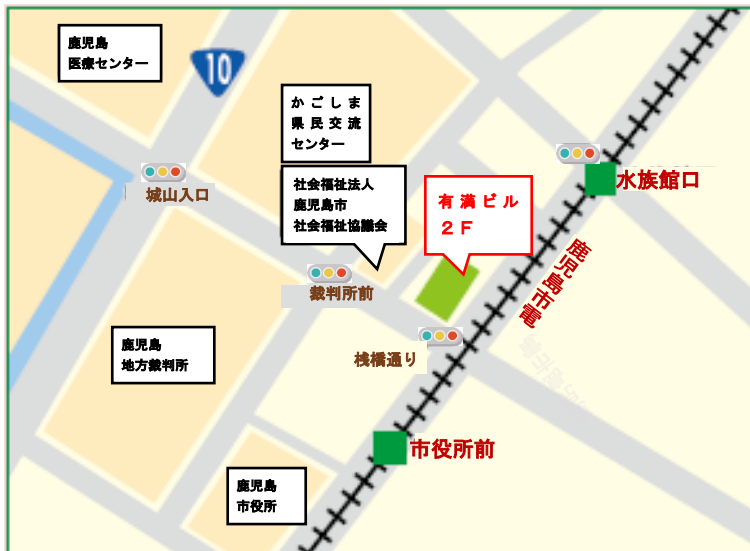 鹿児島
医療センター
10
かごしま
県民交流
センター
社会福祉法人
鹿児島市
社会福祉協議会
有満ビル
２Ｆ
水族館口
城山入口
鹿児島市電
裁判所前
鹿児島
地方裁判所
桟橋通り
市役所前
鹿児島
市役所